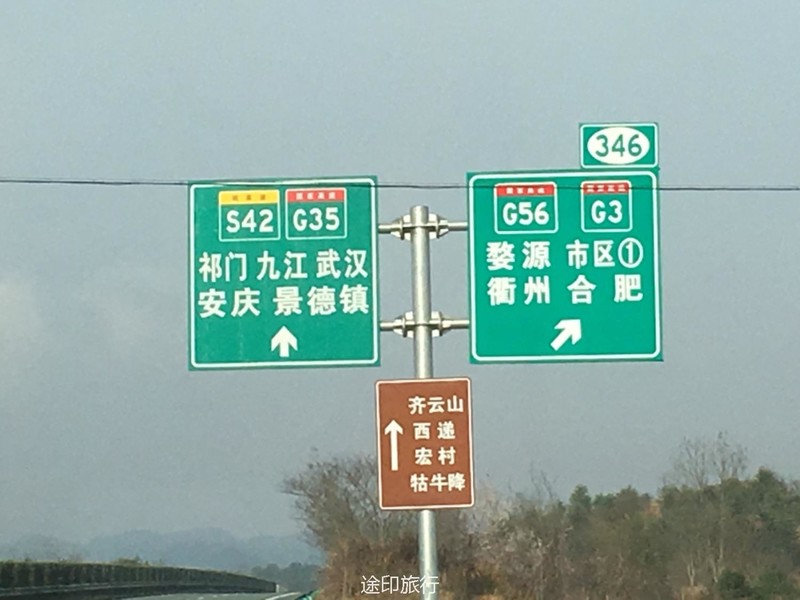 346
S42 G35
祁门 九江 武汉
安庆 景德镇
G56 G3
婺源 市区①
衢州 合肥
齐云山
西递
宏村
牯牛降
途印旅行